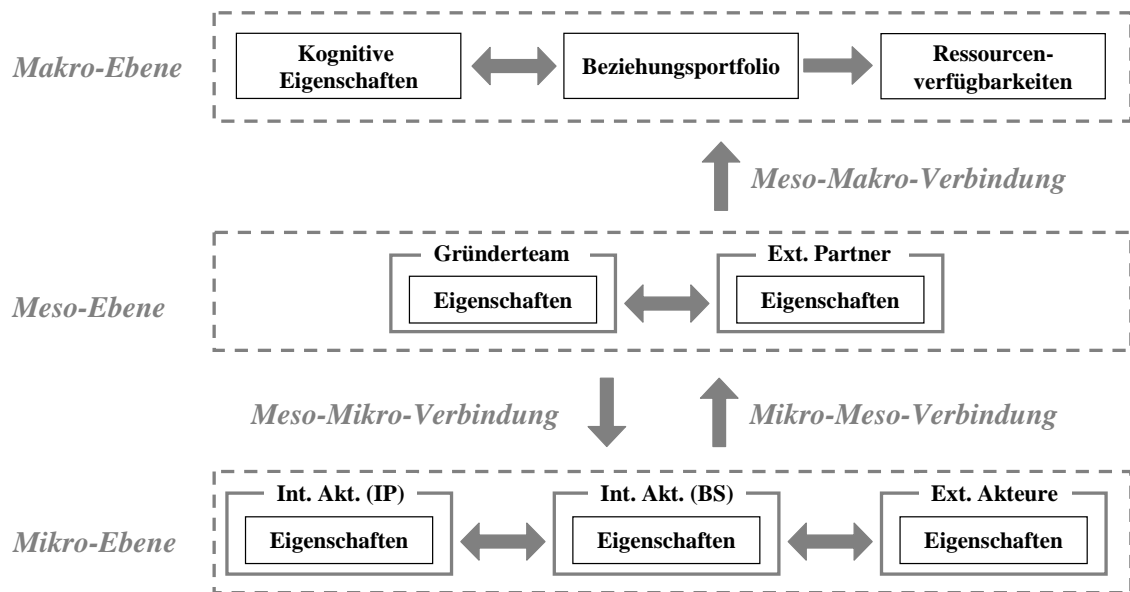 Makro-Ebene
Kognitive
Eigenschaften
Beziehungsportfolio
Ressourcen-
verfügbarkeiten
Meso-Makro-Verbindung
Meso-Ebene
Gründerteam
Eigenschaften
Ext. Partner
Eigenschaften
Meso-Mikro-Verbindung
Mikro-Meso-Verbindung
Mikro-Ebene
Int. Akt. (IP)
Eigenschaften
Int. Akt. (BS)
Eigenschaften
Ext. Akteure
Eigenschaften